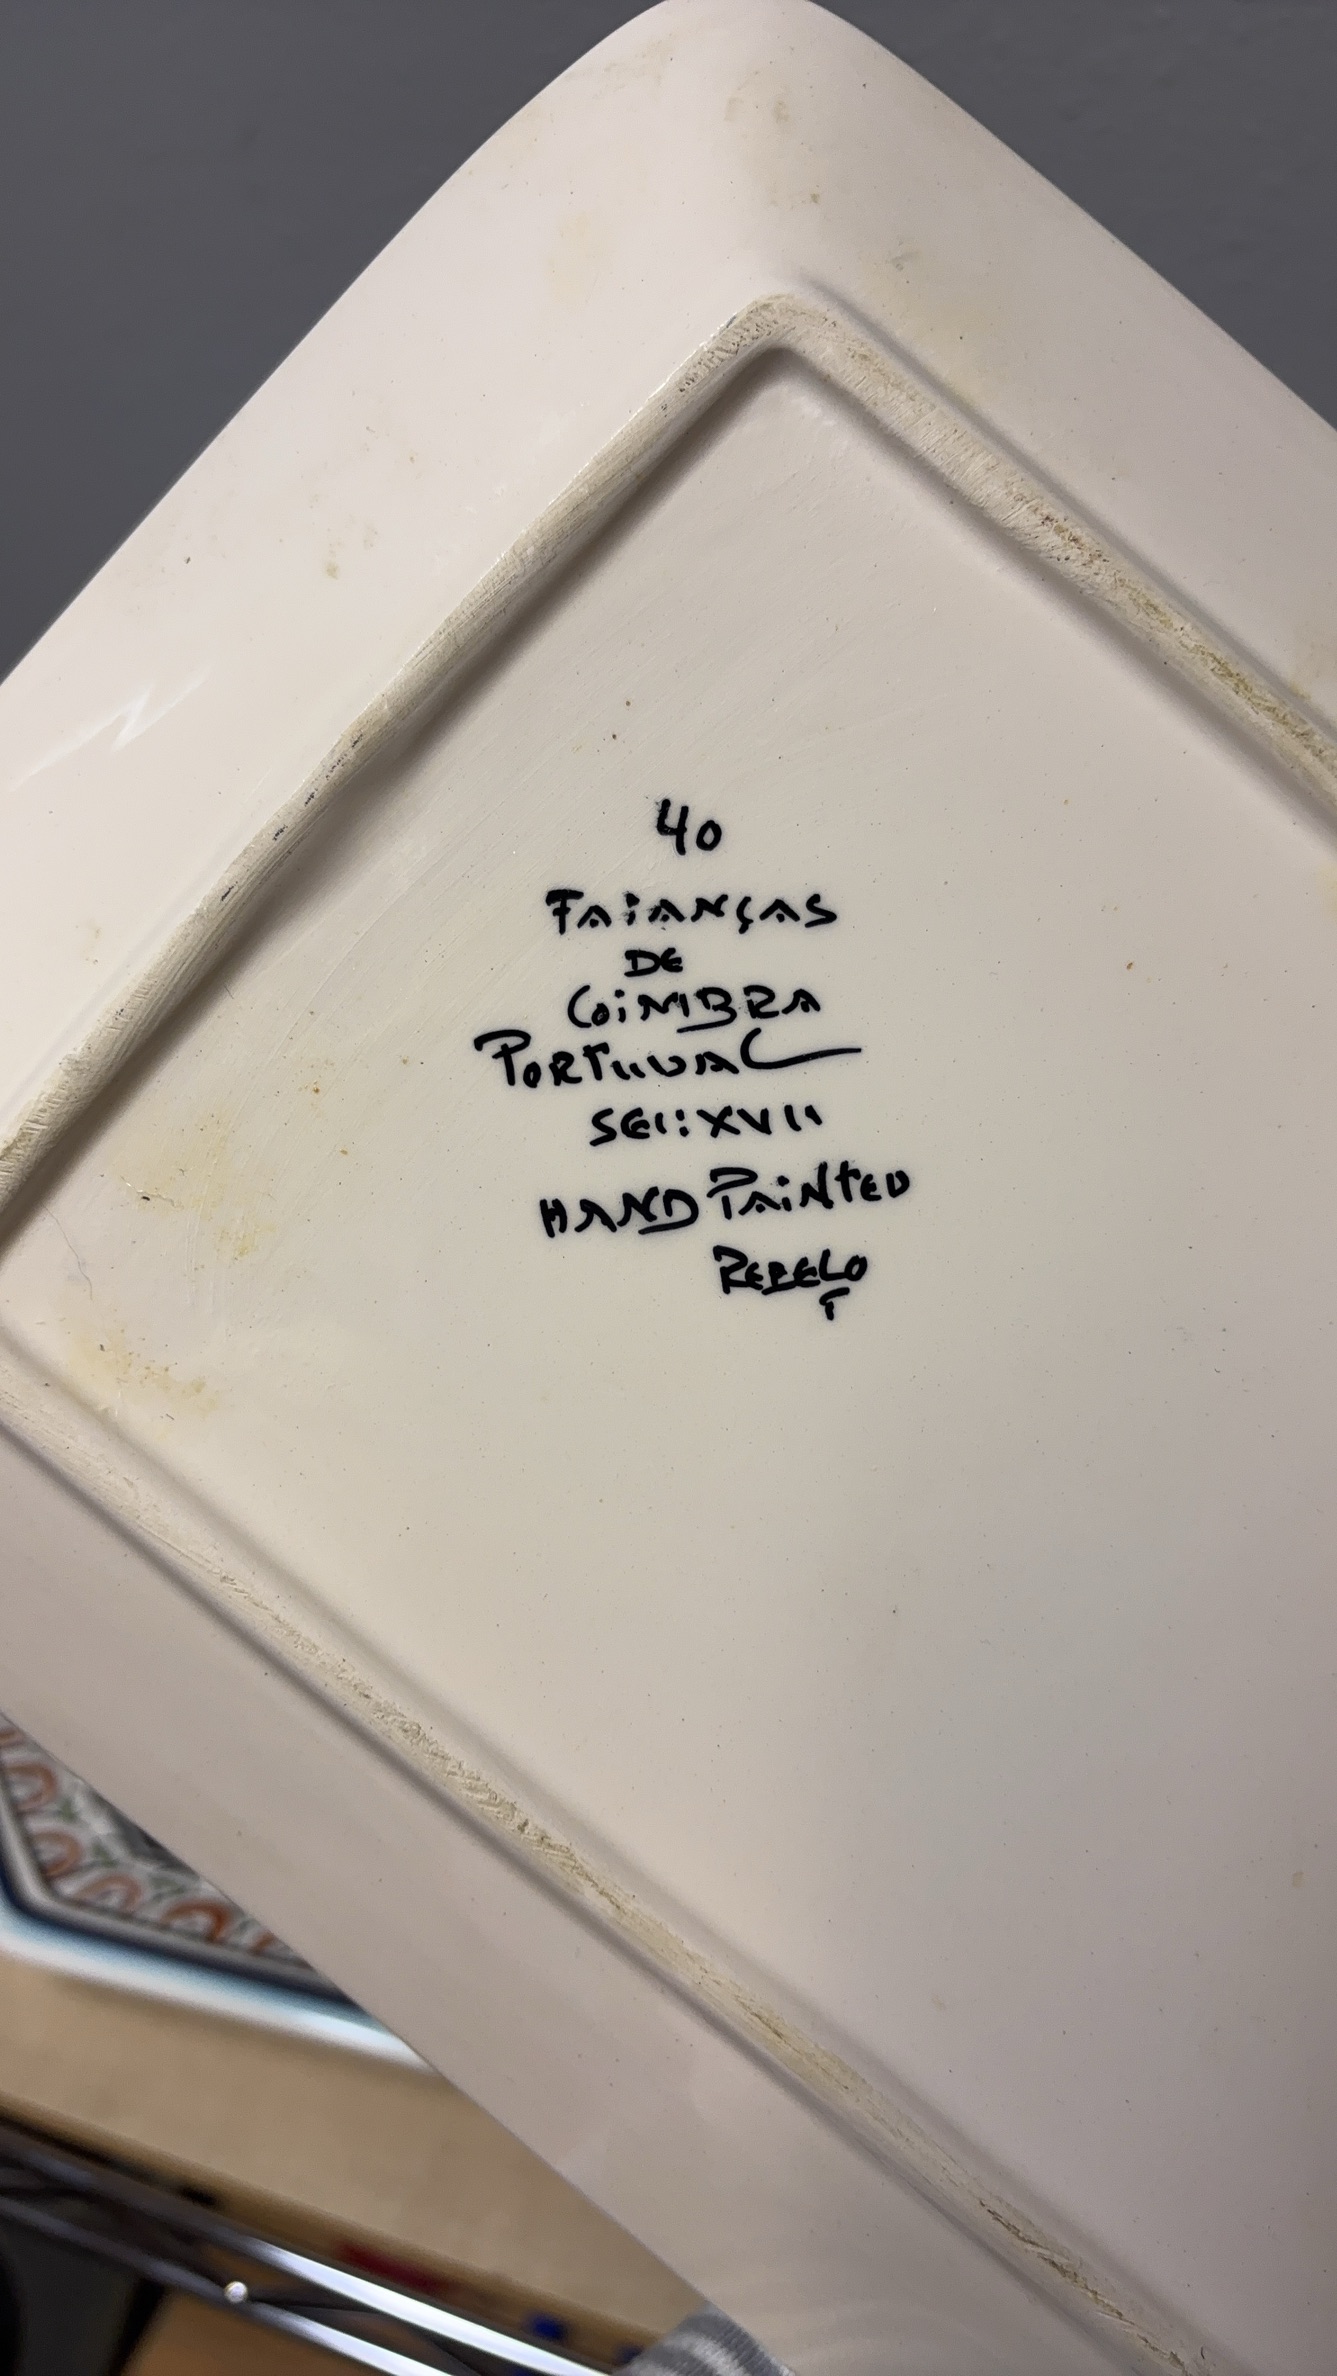 40
FAiANÇAS
DE
COiMBRA
PORTUGAL
SEC: XVII
HAND PAiNTED
REBELO
T